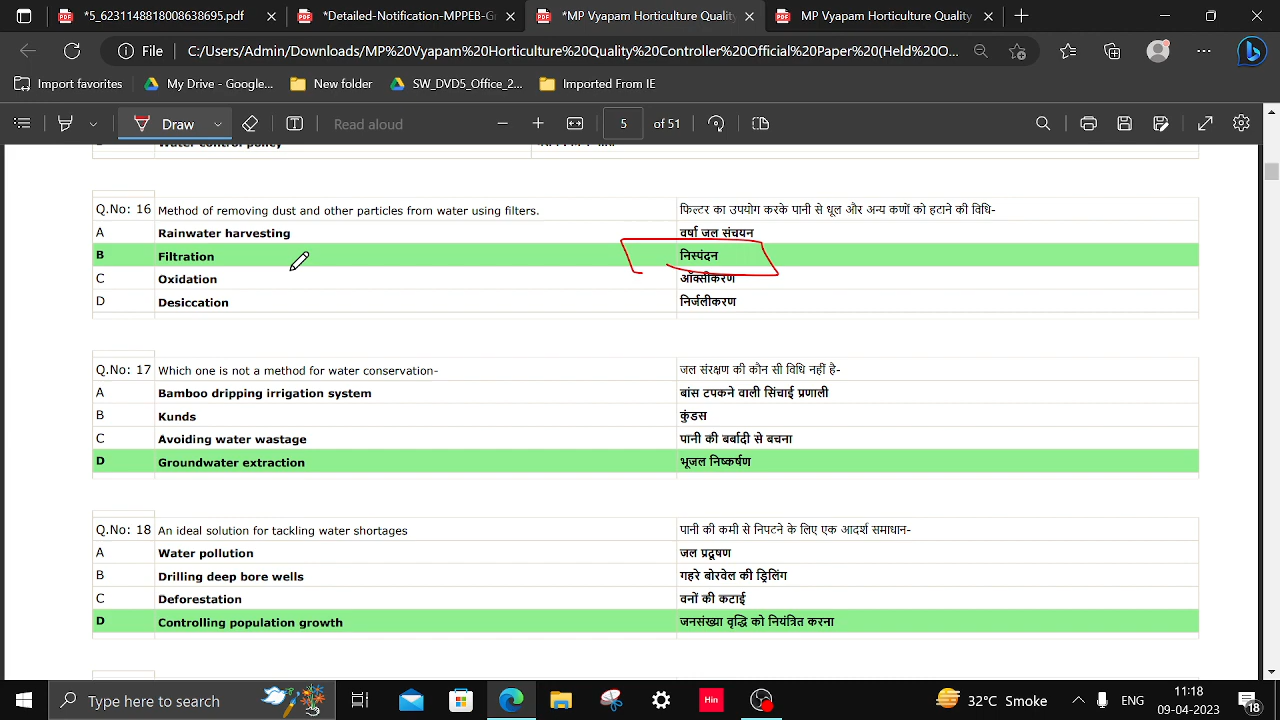 *5_6231148818008638695.pdf
*Detailed-Notification-MPPEB-G
*MP Vyapam Horticulture Quality
MP Vyapam Horticulture Quality
File C:/Users/Admin/Downloads/MP%20Vyapam%20Horticulture%20Quality%20Controller%20Official%20Paper%20(Held%20O...
Import favorites My Drive - Google... New folder SW_DVD5_Office_2... Imported From IE
Draw Read aloud 5 of 51
Q.No: 16 Method of removing dust and other particles from water using filters. फिल्टर का उपयोग करके पानी से धूल और अन्य कणों को हटाने की विधि-
A Rainwater harvesting वर्षा जल संचयन
B Filtration निस्पंदन
C Oxidation ऑक्सीकरण
D Desiccation निर्जलीकरण
Q.No: 17 Which one is not a method for water conservation- जल संरक्षण की कौन सी विधि नहीं है-
A Bamboo dripping irrigation system बांस टपकने वाली सिंचाई प्रणाली
B Kunds कुंडस
C Avoiding water wastage पानी की बर्बादी से बचना
D Groundwater extraction भूजल निष्कर्षण
Q.No: 18 An ideal solution for tackling water shortages पानी की कमी से निपटने के लिए एक आदर्श समाधान-
A Water pollution जल प्रदूषण
B Drilling deep bore wells गहरे बोरवेल की ड्रिलिंग
C Deforestation वनों की कटाई
D Controlling population growth जनसंख्या वृद्धि को नियंत्रित करना
Type here to search Hin 32°C Smoke ENG 11:18
09-04-2023 18